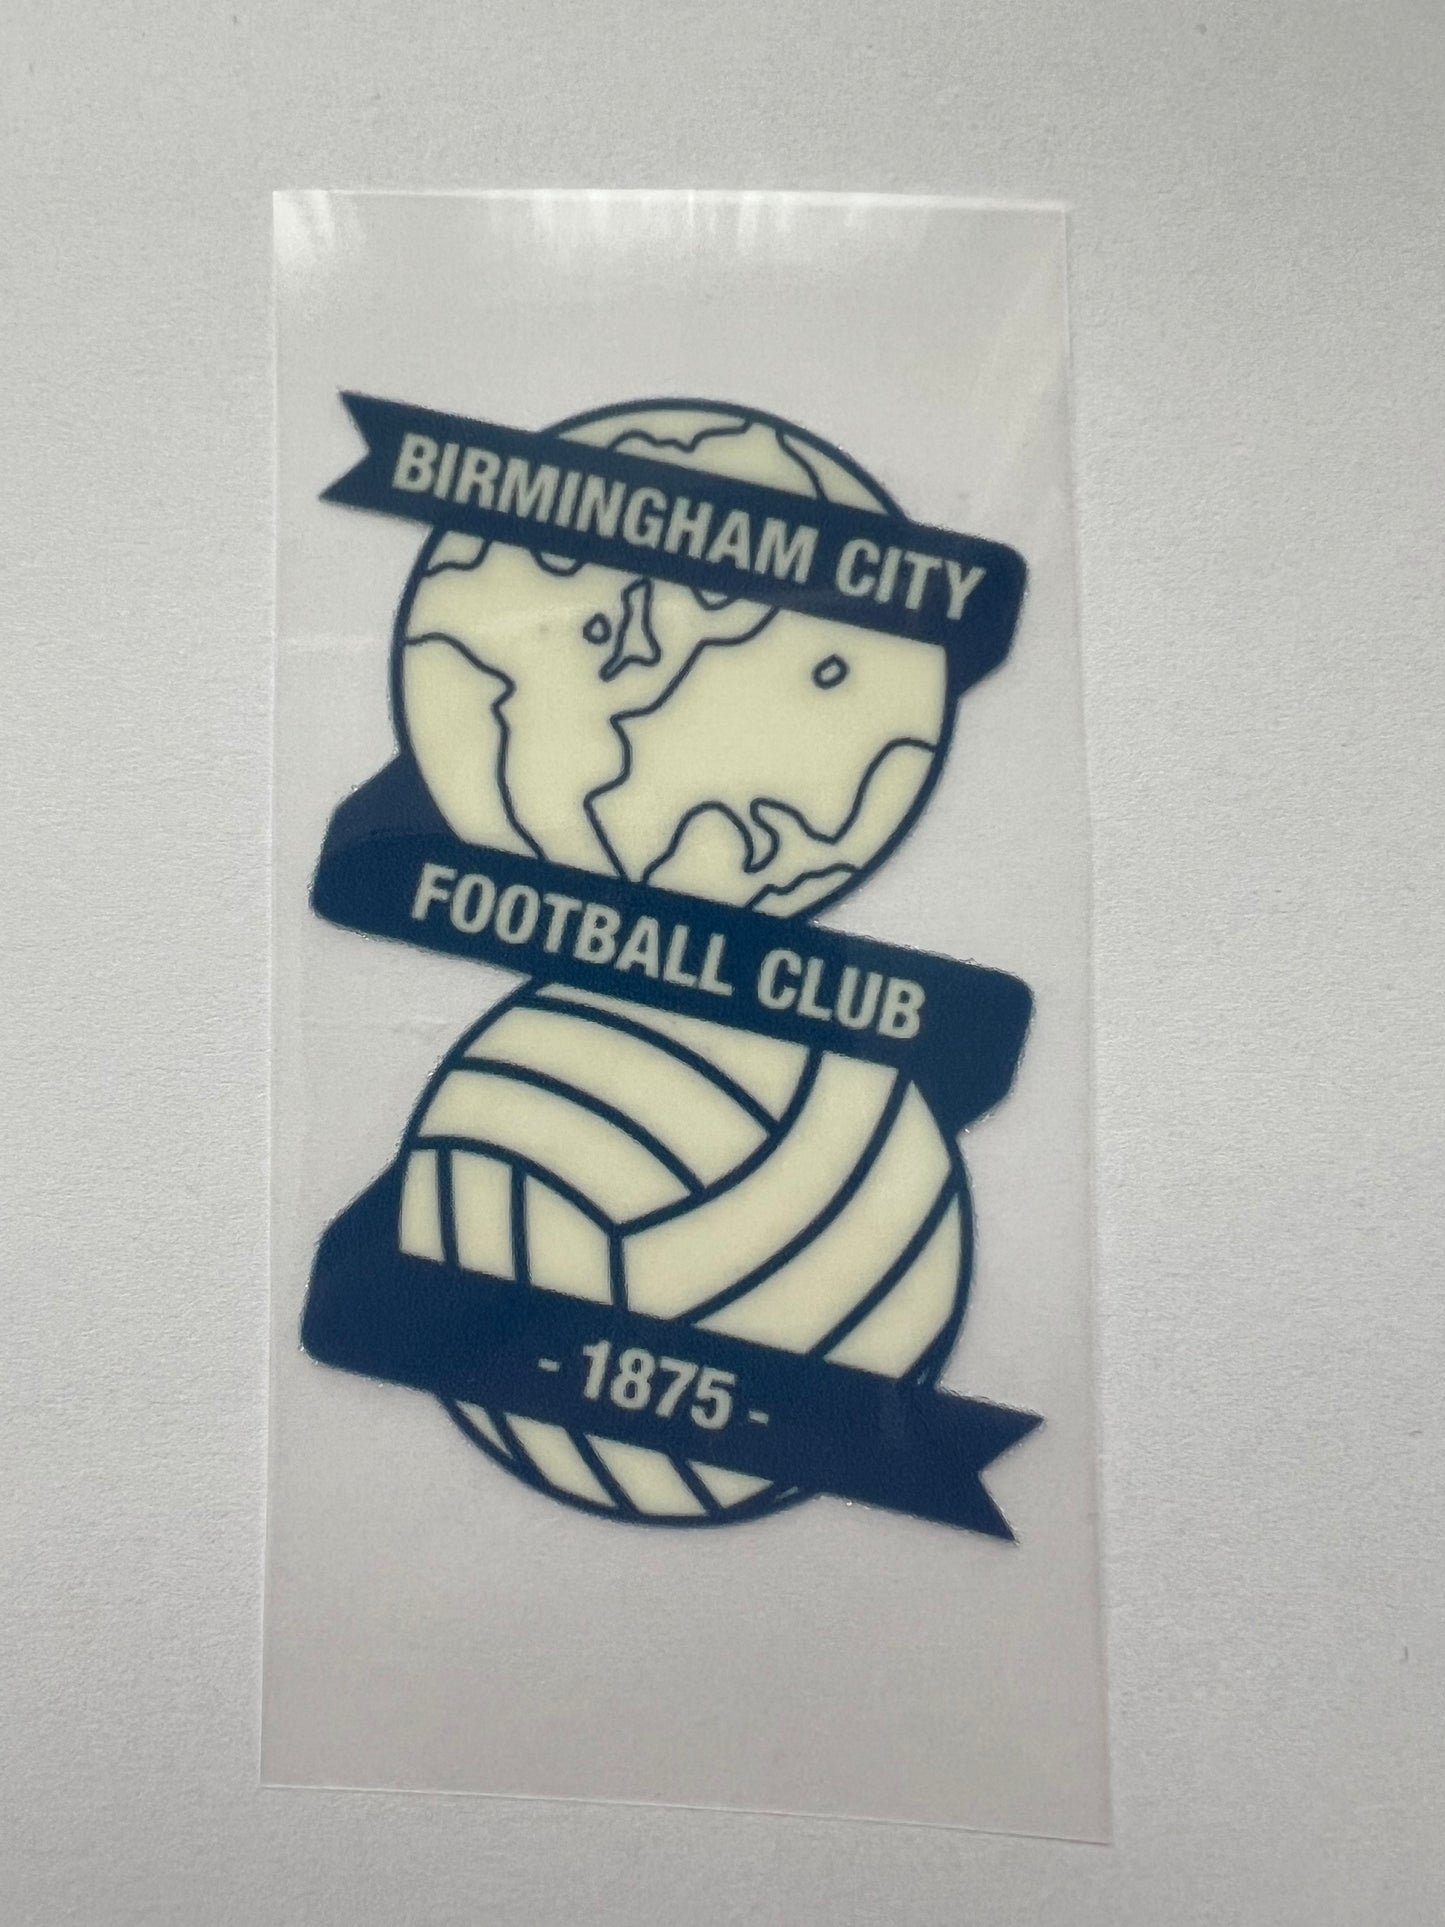 BIRMINGHAM CITY
FOOTBALL CLUB
- 1875 -